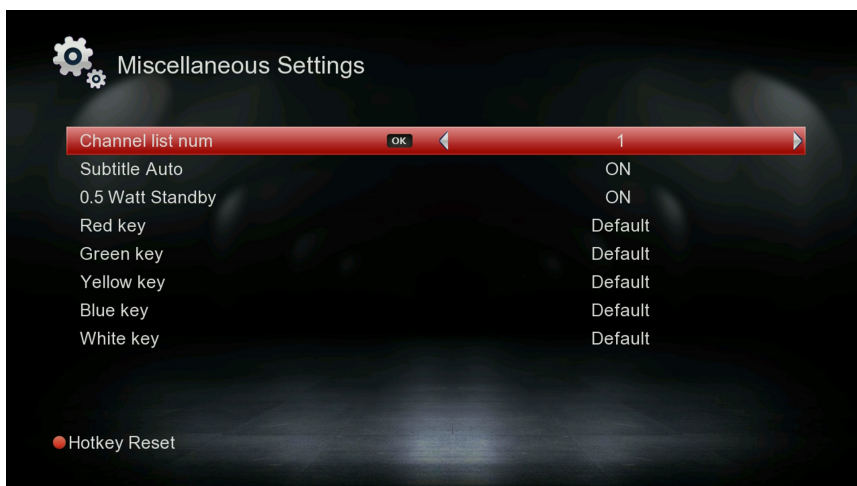 Miscellaneous Settings
Channel list num OK 1
Subtitle Auto ON
0.5 Watt Standby ON
Red key Default
Green key Default
Yellow key Default
Blue key Default
White key Default
Hotkey Reset